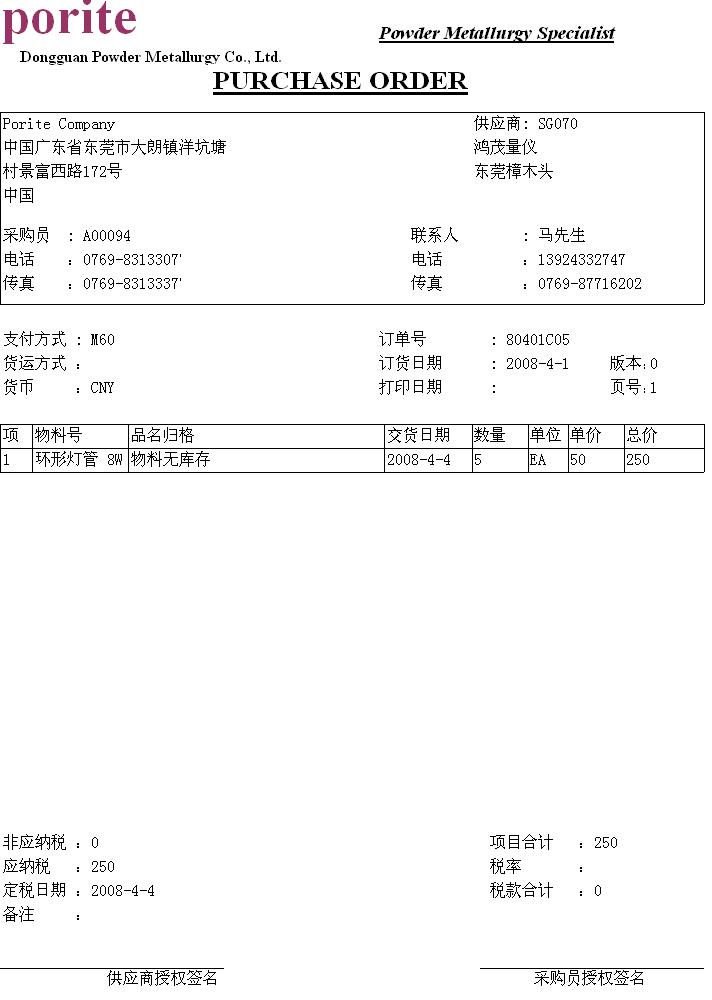 porite
Powder Metallurgy Specialist
Dongguan Powder Metallurgy Co., Ltd.
PURCHASE ORDER
Porite Company 供应商: SG070
中国广东省东莞市大朗镇洋坑塘 鸿茂量仪
村景富西路172号 东莞樟木头
中国
采购员 : A00094 联系人 : 马先生
电话 : 0769-8313307' 电话 : 13924332747
传真 : 0769-8313337' 传真 : 0769-87716202
支付方式 : M60 订单号 : 80401C05
货运方式 : 订货日期 : 2008-4-1 版本:0
货币 : CNY 打印日期 : 页号:1
项 物料号 品名归格 交货日期 数量 单位 单价 总价
1 环形灯管 8W 物料无库存 2008-4-4 5 EA 50 250
非应纳税 : 0 项目合计 : 250
应纳税 : 250 税率 :
定税日期 : 2008-4-4 税款合计 : 0
备注 :
供应商授权签名 采购员授权签名